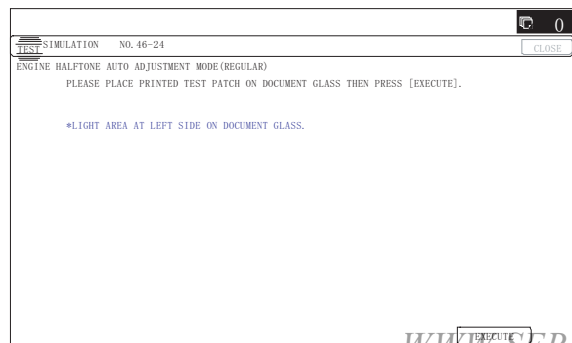 0
TEST SIMULATION NO. 46-24
CLOSE
ENGINE HALFTONE AUTO ADJUSTMENT MODE(REGULAR)
PLEASE PLACE PRINTED TEST PATCH ON DOCUMENT GLASS THEN PRESS [EXECUTE].
*LIGHT AREA AT LEFT SIDE ON DOCUMENT GLASS.
EXECUTE